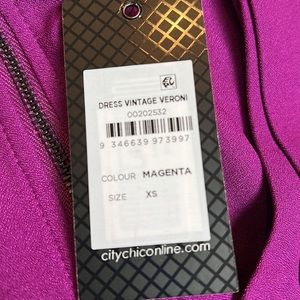 DRESS VINTAGE VERONI
00202532
9 346639 973997
COLOUR MAGENTA
SIZE XS
citychiconline.com